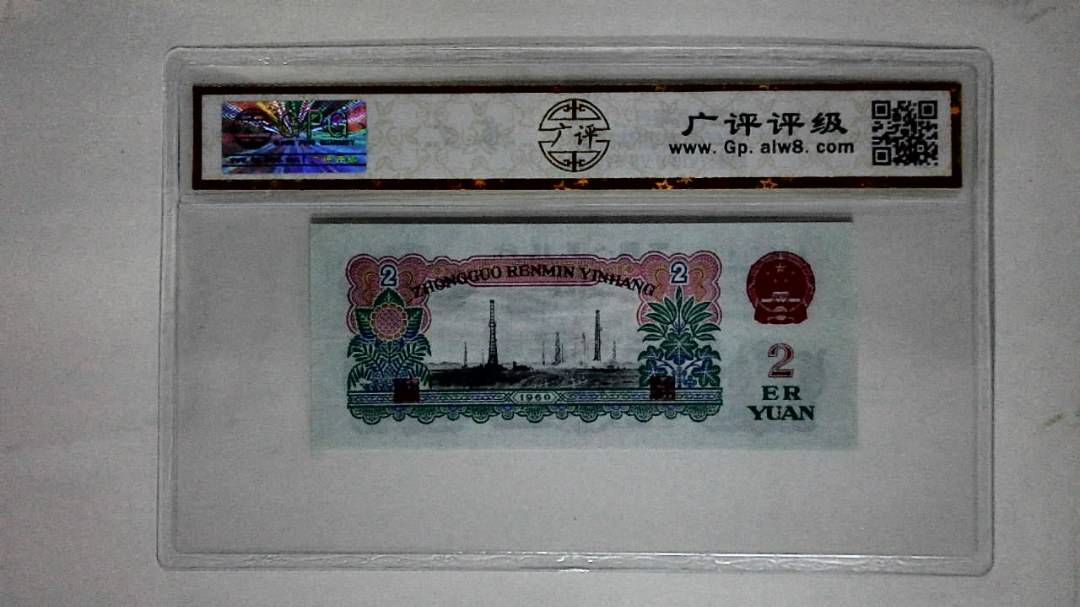 GPG
广评
广评评级
www. Gp. alw8. com
2
ZHONGGUO RENMIN YINHANG
2
1960
2
ER
YUAN